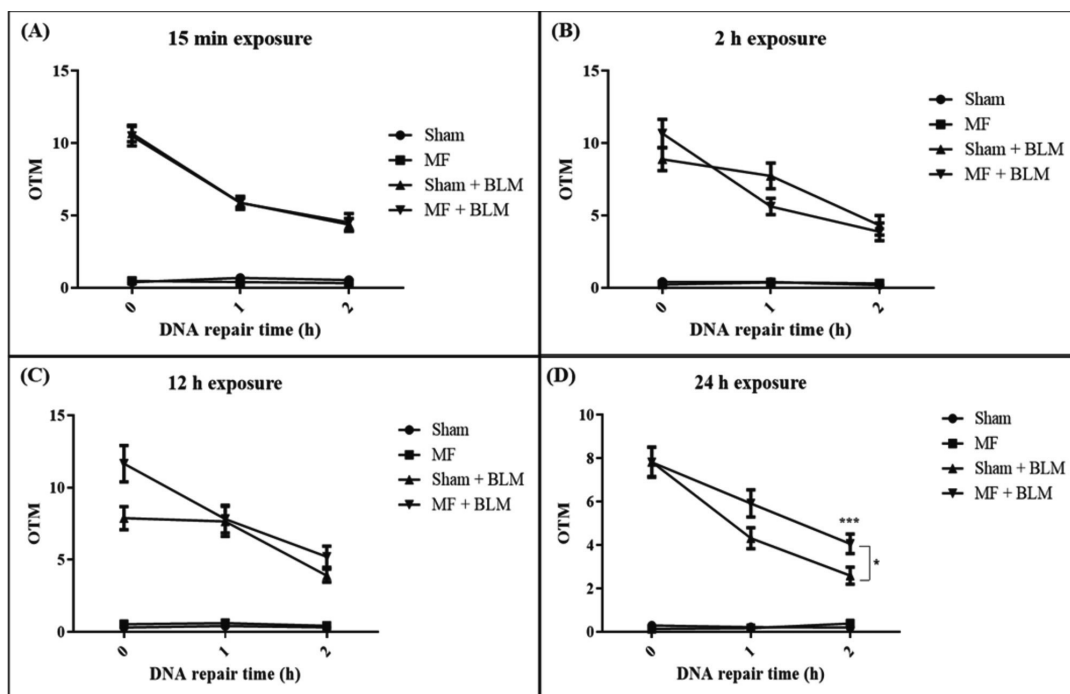 (A)
15 min exposure
15
10
5
0
OTM
0
1
2
DNA repair time (h)
Sham
MF
Sham + BLM
MF + BLM
(B)
2 h exposure
15
10
5
0
OTM
0
1
2
DNA repair time (h)
Sham
MF
Sham + BLM
MF + BLM
(C)
12 h exposure
15
10
5
0
OTM
0
1
2
DNA repair time (h)
Sham
MF
Sham + BLM
MF + BLM
(D)
24 h exposure
10
8
6
4
2
0
OTM
***
*
0
1
2
DNA repair time (h)
Sham
MF
Sham + BLM
MF + BLM